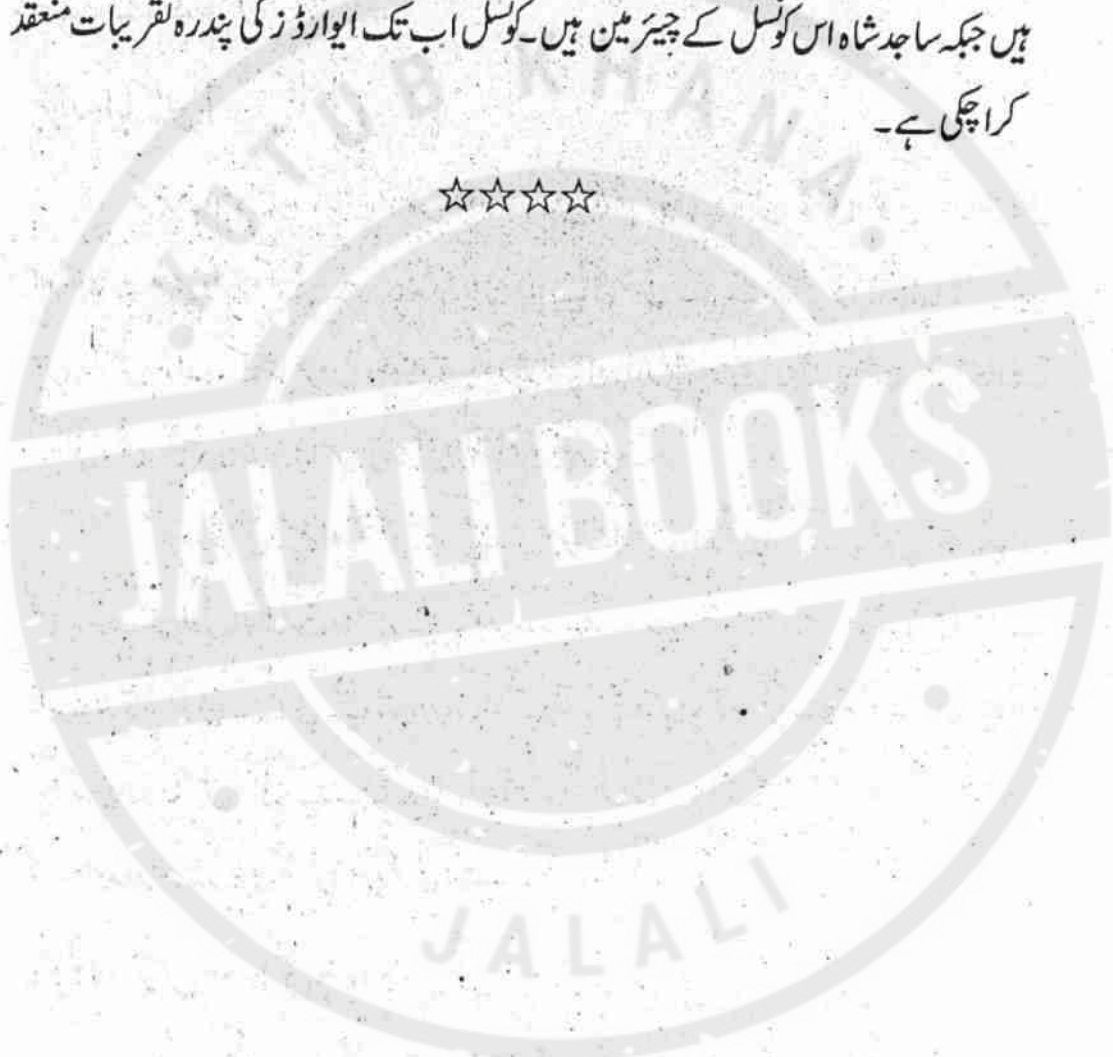 ہیں جبکہ ساجد شاہ اس کونسل کے چیئرمین ہیں۔ کونسل اب تک ایوارڈز کی پندرہ تقریبات منعقد
کرا چکی ہے۔
☆☆☆☆
KUTUB KHANA
JALALI BOOKS
JALALI